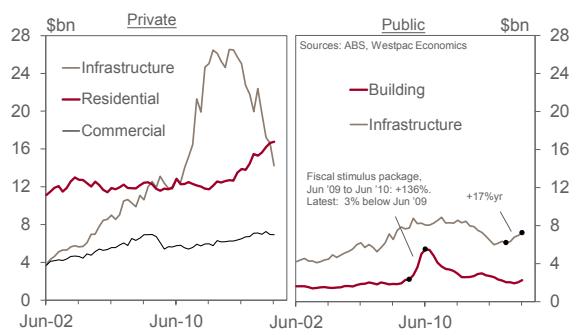 Private
Public
$bn
$bn
28
24
20
16
12
8
4
0
Infrastructure
Residential
Commercial
Jun-02
Jun-10
Sources: ABS, Westpac Economics
Building
Infrastructure
Fiscal stimulus package,
Jun '09 to Jun '10: +136%.
Latest: 3% below Jun '09
+17%yr
28
24
20
16
12
8
4
0
Jun-02
Jun-10